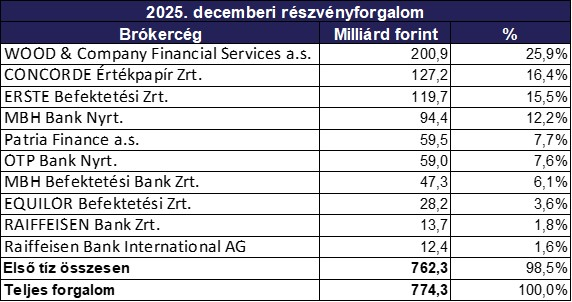 2025. decemberi részvényforgalom
Brókercég Milliárd forint %
WOOD & Company Financial Services a.s. 200,9 25,9%
CONCORDE Értékpapír Zrt. 127,2 16,4%
ERSTE Befektetési Zrt. 119,7 15,5%
MBH Bank Nyrt. 94,4 12,2%
Patria Finance a.s. 59,5 7,7%
OTP Bank Nyrt. 59,0 7,6%
MBH Befektetési Bank Zrt. 47,3 6,1%
EQUILOR Befektetési Zrt. 28,2 3,6%
RAIFFEISEN Bank Zrt. 13,7 1,8%
Raiffeisen Bank International AG 12,4 1,6%
Első tíz összesen 762,3 98,5%
Teljes forgalom 774,3 100,0%